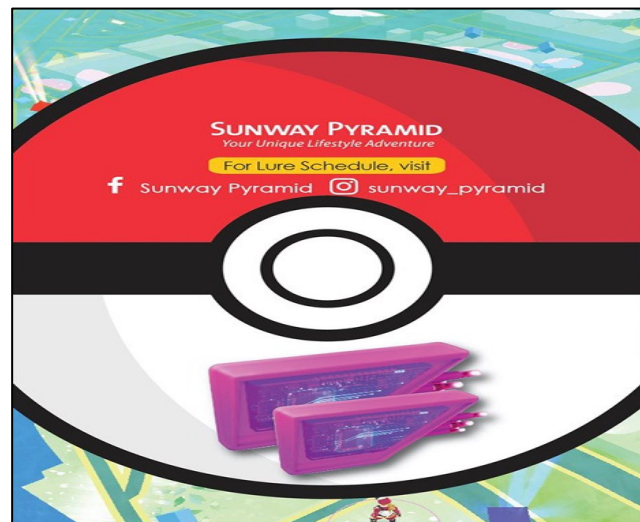 SUNWAY PYRAMID
Your Unique Lifestyle Adventure
For Lure Schedule, visit
f Sunway Pyramid sunway_pyramid